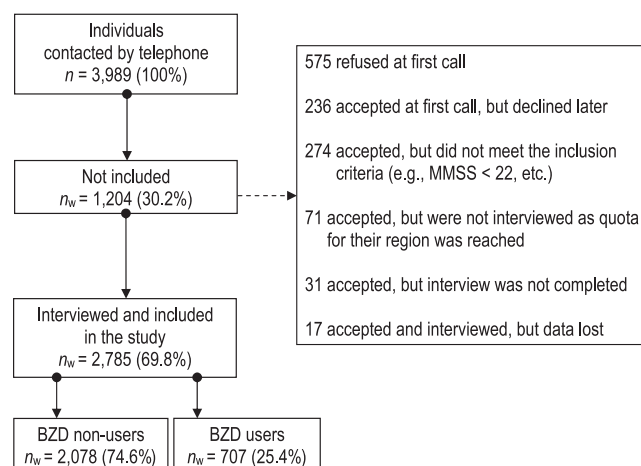 Individuals
contacted by telephone
n = 3,989 (100%)
Not included
nw = 1,204 (30.2%)
575 refused at first call
236 accepted at first call, but declined later
274 accepted, but did not meet the inclusion
criteria (e.g., MMSS < 22, etc.)
71 accepted, but were not interviewed as quota
for their region was reached
31 accepted, but interview was not completed
17 accepted and interviewed, but data lost
Interviewed and included
in the study
nw = 2,785 (69.8%)
BZD non-users
nw = 2,078 (74.6%)
BZD users
nw = 707 (25.4%)